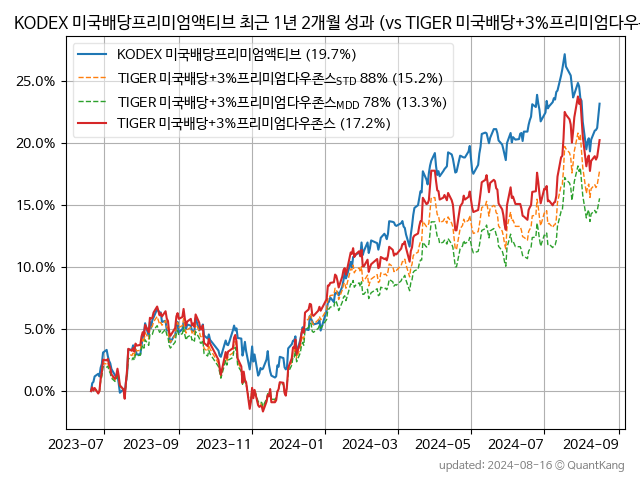 KODEX 미국배당프리미엄액티브 최근 1년 2개월 성과 (vs TIGER 미국배당+3%프리미엄다우
KODEX 미국배당프리미엄액티브 (19.7%)
TIGER 미국배당+3%프리미엄다우존스STD 88% (15.2%)
TIGER 미국배당+3%프리미엄다우존스MDD 78% (13.3%)
TIGER 미국배당+3%프리미엄다우존스 (17.2%)
25.0%
20.0%
15.0%
10.0%
5.0%
0.0%
2023-07 2023-09 2023-11 2024-01 2024-03 2024-05 2024-07 2024-09
updated: 2024-08-16 © QuantKang